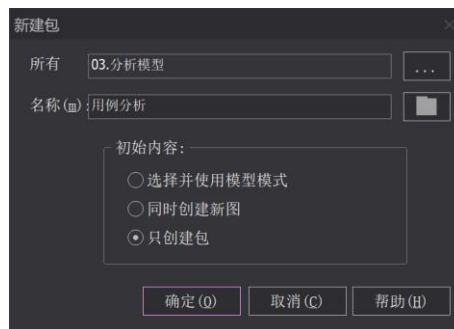 新建包
所有 03.分析模型 ...
名称(m): 用例分析
初始内容:
选择并使用模型模式
同时创建新图
只创建包
确定(O) 取消(C) 帮助(H)